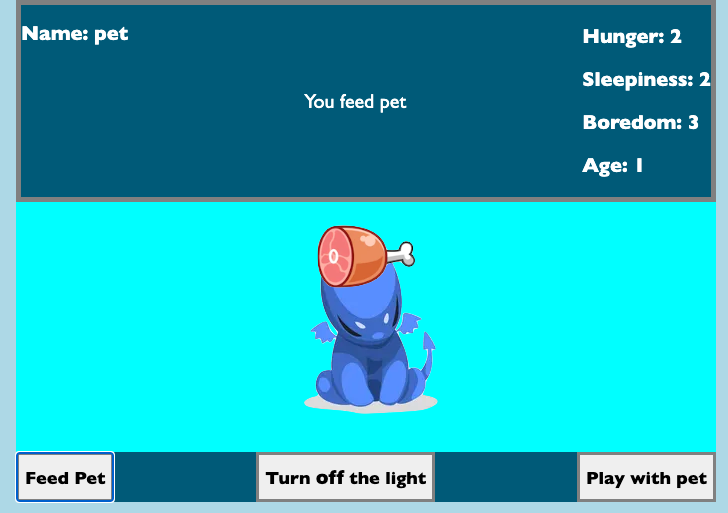 Name: pet
Hunger: 2
Sleepiness: 2
You feed pet
Boredom: 3
Age: 1
Feed Pet
Turn off the light
Play with pet